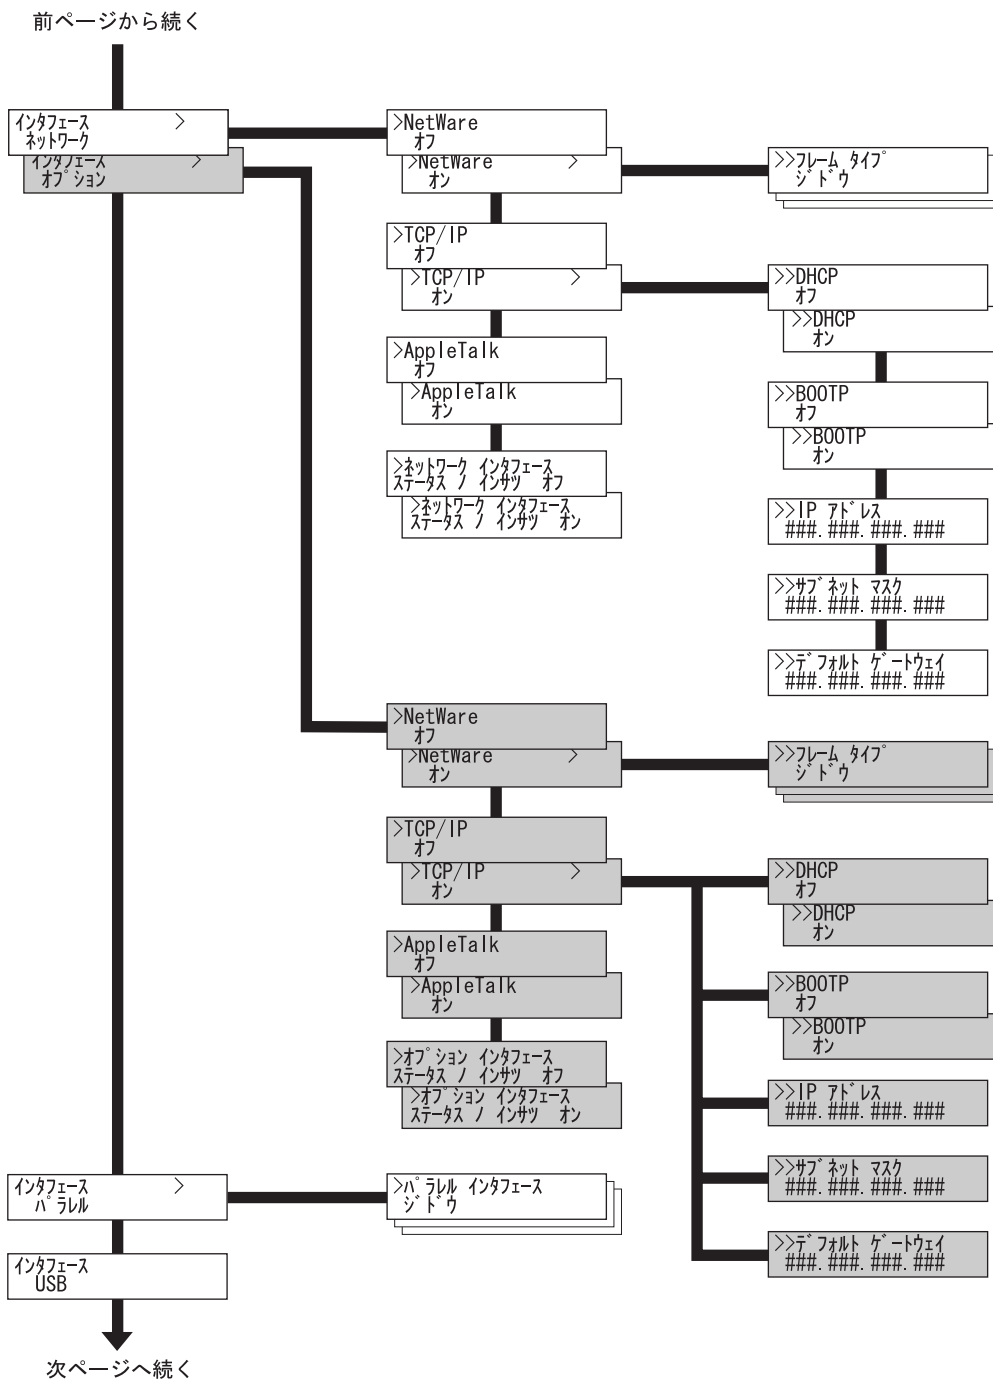 前ページから続く
インタフェース >
ネットワーク
インタフェース >
オプション
>NetWare
オフ
>NetWare >
オン
>>フレーム タイプ
ジドウ
>TCP/IP
オフ
>TCP/IP >
オン
>>DHCP
オフ
>>DHCP
オン
>AppleTalk
オフ
>AppleTalk
オン
>>BOOTP
オフ
>>BOOTP
オン
>ネットワーク インタフェース
ステータス ノ インサツ オフ
>ネットワーク インタフェース
ステータス ノ インサツ オン
>>IP アドレス
###.###.###.###
>>サブネット マスク
###.###.###.###
>>デフォルト ゲートウェイ
###.###.###.###
>NetWare
オフ
>NetWare >
オン
>>フレーム タイプ
ジドウ
>TCP/IP
オフ
>TCP/IP >
オン
>>DHCP
オフ
>>DHCP
オン
>AppleTalk
オフ
>AppleTalk
オン
>>BOOTP
オフ
>>BOOTP
オン
>オプション インタフェース
ステータス ノ インサツ オフ
>オプション インタフェース
ステータス ノ インサツ オン
>>IP アドレス
###.###.###.###
>>サブネット マスク
###.###.###.###
インタフェース >
パラレル
>パラレル インタフェース
ジドウ
>>デフォルト ゲートウェイ
###.###.###.###
インタフェース
USB
次ページへ続く